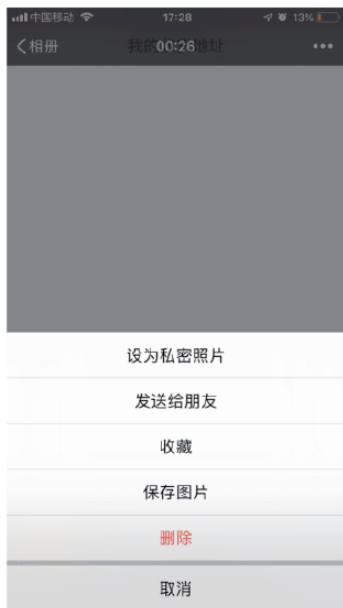 中国移动 17:28 13%
相册 00:26
设为私密照片
发送给朋友
收藏
保存图片
删除
取消